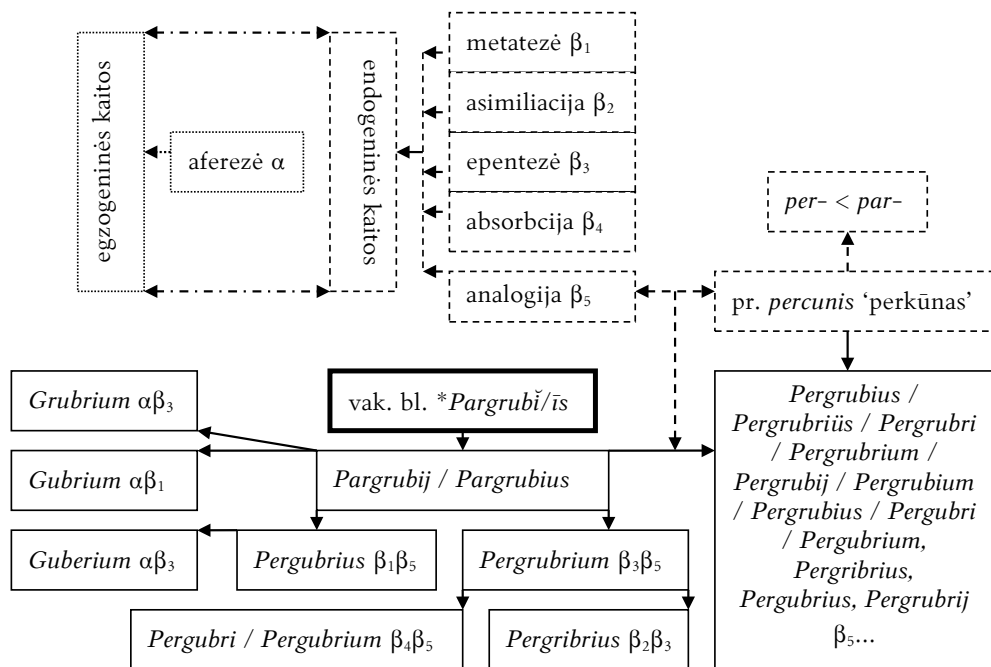 egzogeninės kaitos
aferezė α
endogeninės kaitos
metatezė β₁
asimiliacija β₂
epentezė β₃
absorbcija β₄
analogija β₅
per- < par-
pr. percunis ‘perkūnas’
Grubrium αβ₃
Gubrium αβ₁
Guberium αβ₃
vak. bl. *Pargrubĭ/īs
Pargrubij / Pargrubius
Pergubrius β₁β₅
Pergrubrium β₃β₅
Pergubri / Pergubrium β₄β₅
Pergribrius β₂β₃
Pergrubius /
Pergrubriüs / Pergrubri
/ Pergrubrium /
Pergrubij / Pergrubium
/ Pergrubius / Pergubri
/ Pergubrium,
Pergribrius,
Pergubrius, Pergrubrij
β₅...